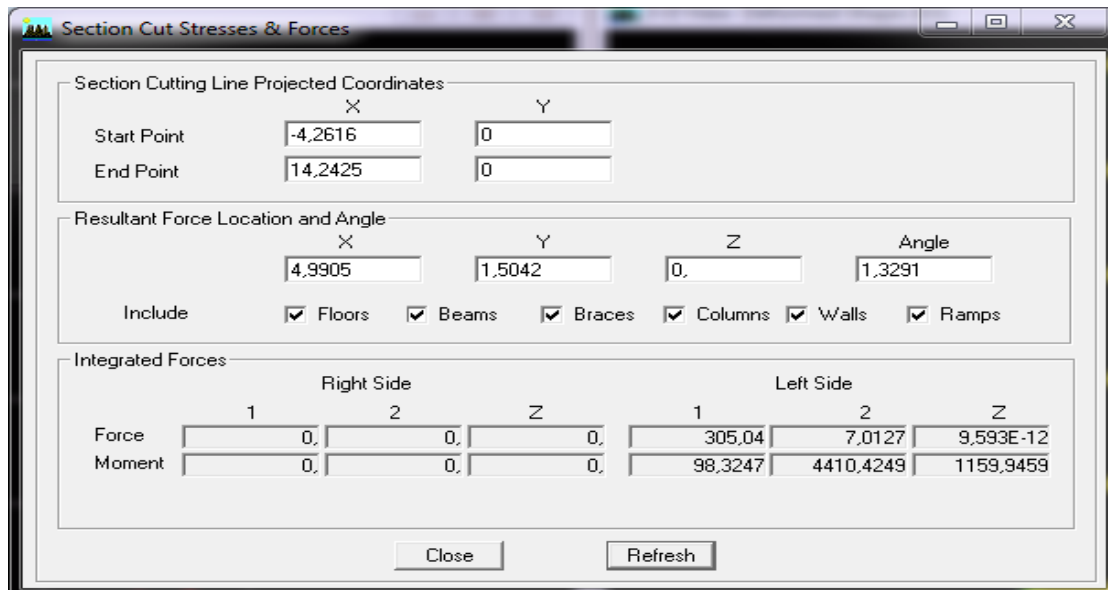 Section Cut Stresses & Forces
Section Cutting Line Projected Coordinates
X Y
Start Point -4,2616 0
End Point 14,2425 0
Resultant Force Location and Angle
X Y Z Angle
4,9905 1,5042 0, 1,3291
Include Floors Beams Braces Columns Walls Ramps
Integrated Forces
Right Side Left Side
1 2 Z 1 2 Z
Force 0, 0, 0, 305,04 7,0127 9,593E-12
Moment 0, 0, 0, 98,3247 4410,4249 1159,9459
Close Refresh